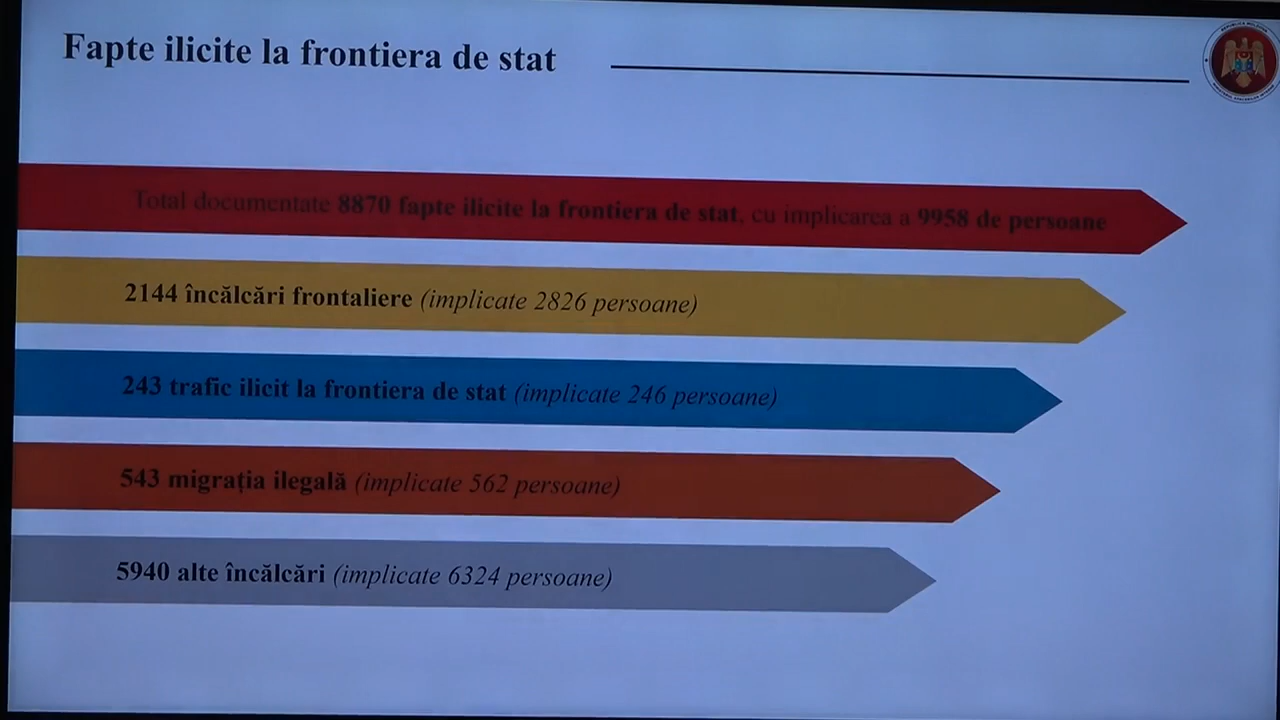 Fapte ilicite la frontiera de stat
Total documentate 8870 fapte ilicite la frontiera de stat, cu implicarea a 9958 de persoane
2144 încălcări frontaliere (implicate 2826 persoane)
243 trafic ilicit la frontiera de stat (implicate 246 persoane)
543 migrația ilegală (implicate 562 persoane)
5940 alte încălcări (implicate 6324 persoane)